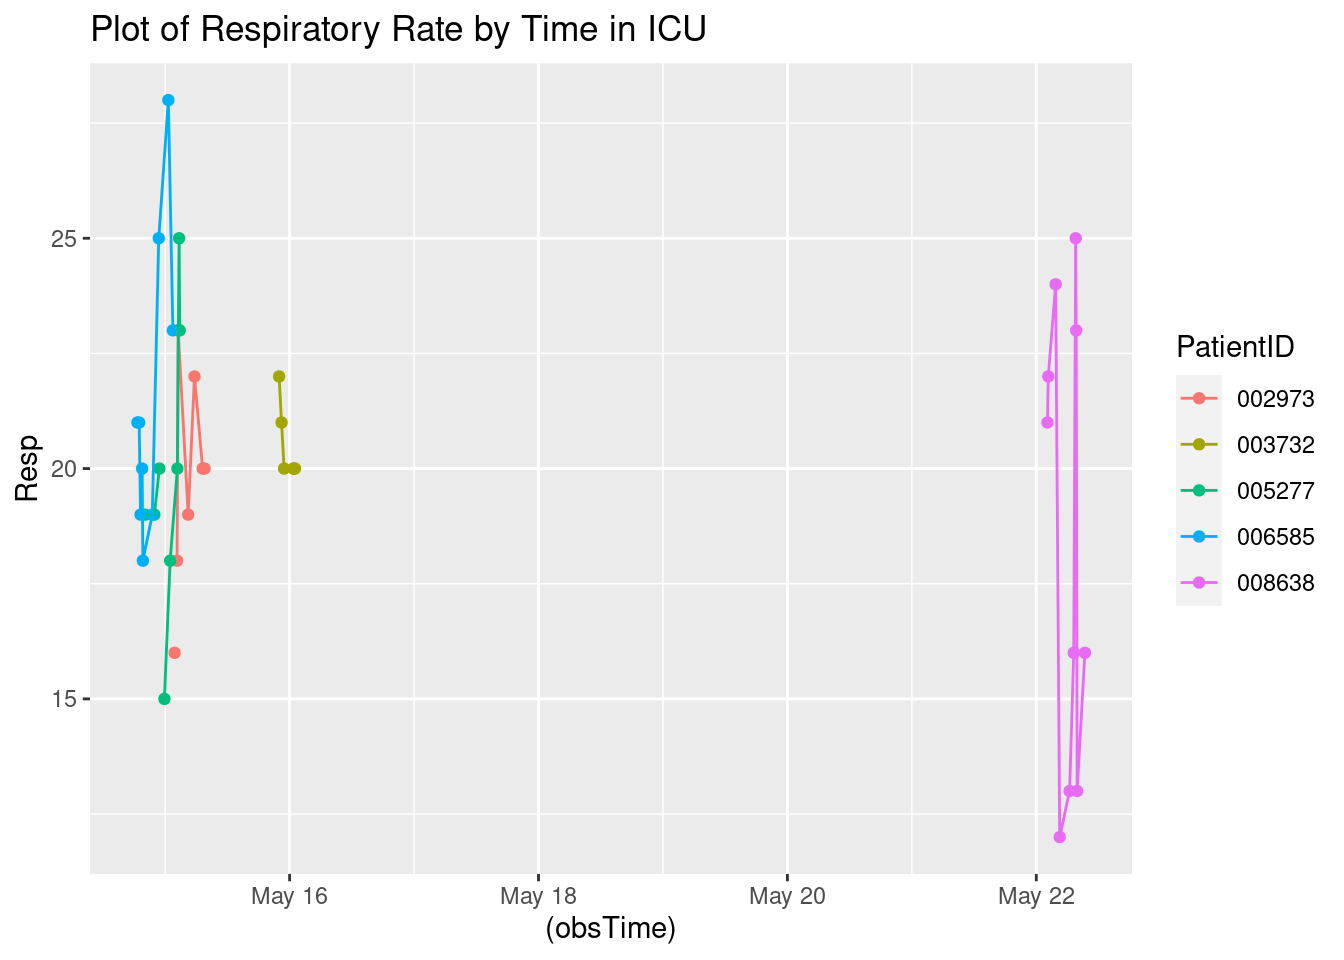 Plot of Respiratory Rate by Time in ICU
Resp
25
20
15
May 16
May 18
May 20
May 22
(obsTime)
PatientID
002973
003732
005277
006585
008638